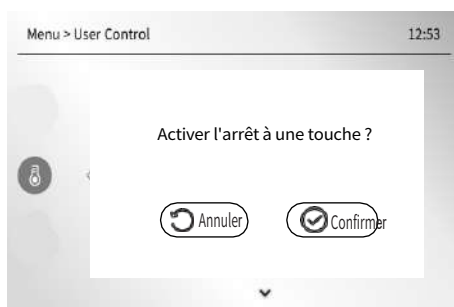 Menu > User Control 12:53
Activer l'arrêt à une touche ?
Annuler Confirmer